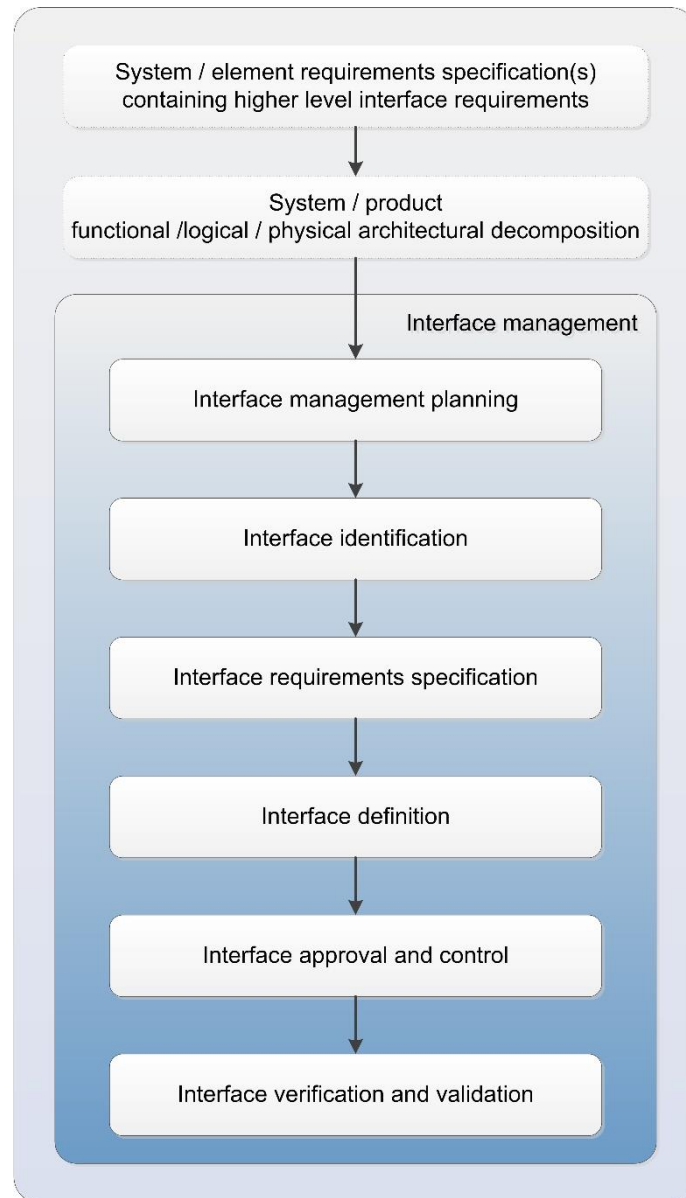 System / element requirements specification(s)
containing higher level interface requirements
System / product
functional /logical / physical architectural decomposition
Interface management
Interface management planning
Interface identification
Interface requirements specification
Interface definition
Interface approval and control
Interface verification and validation